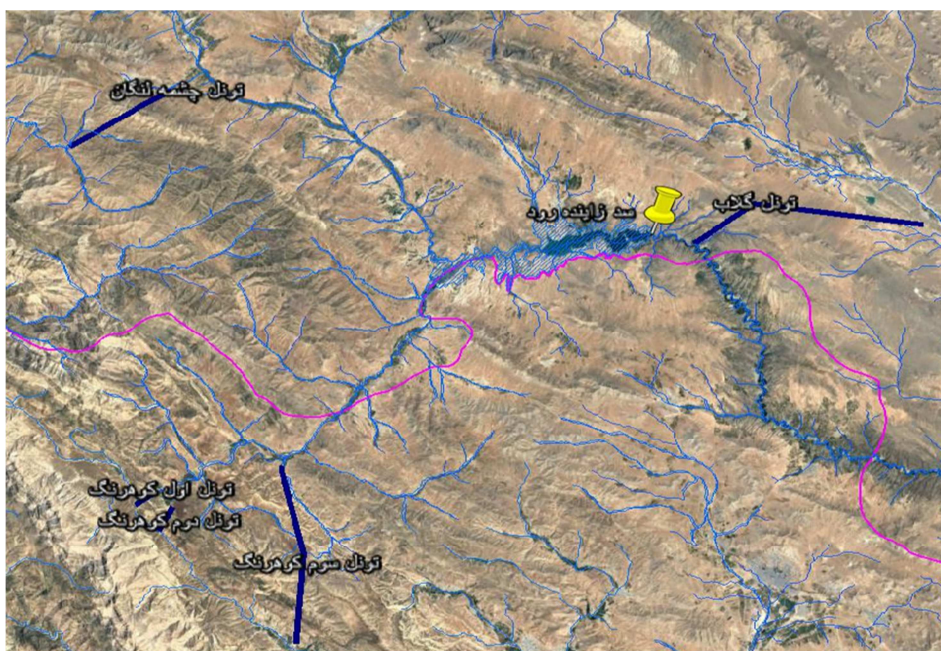 تونل چشمه لنگان
تونل گلاب
سد زاینده رود
تونل اول کوهرنگ
تونل دوم کوهرنگ
تونل سوم کوهرنگ